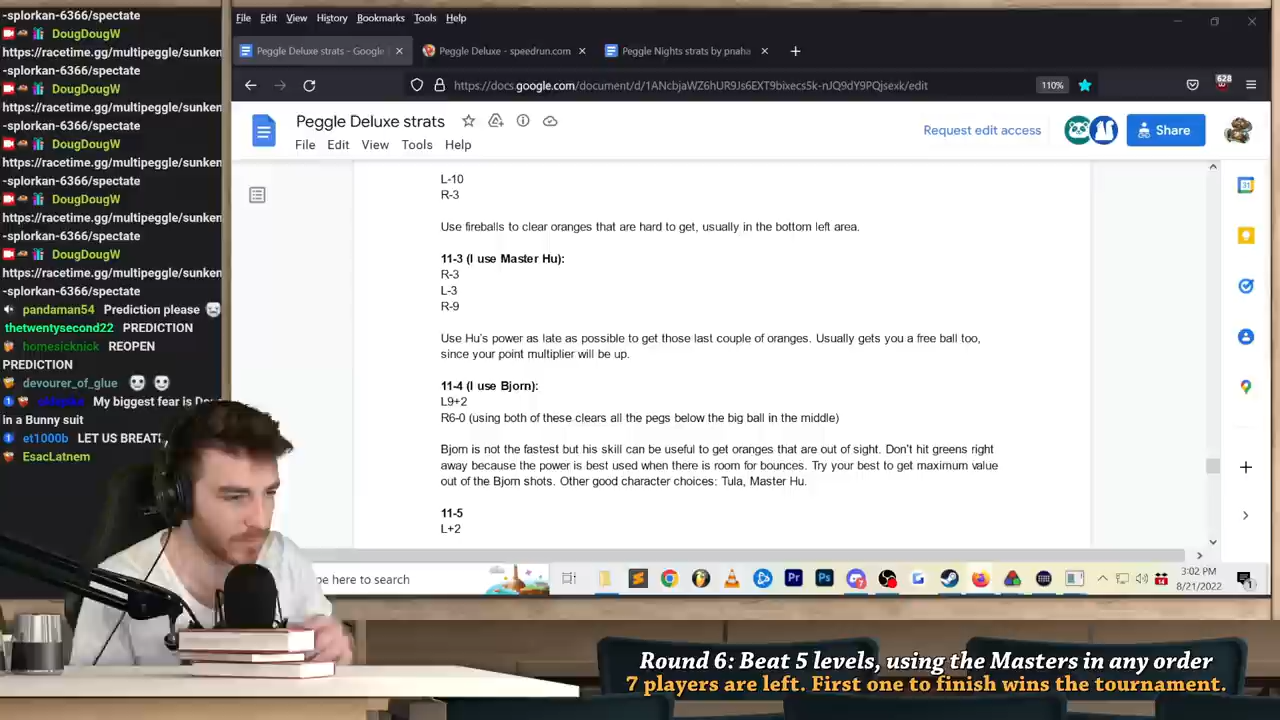 -splorkan-6366/spectate
DougDougW
https://racetime.gg/multipeggle/sunken
-splorkan-6366/spectate
DougDougW
https://racetime.gg/multipeggle/sunken
-splorkan-6366/spectate
DougDougW
https://racetime.gg/multipeggle/sunken
-splorkan-6366/spectate
DougDougW
https://racetime.gg/multipeggle/sunken
-splorkan-6366/spectate
DougDougW
https://racetime.gg/multipeggle/sunken
-splorkan-6366/spectate
pandaman54 Prediction please
thetwentysecond22 PREDICTION
homesicknick REOPEN
PREDICTION
devourer_of_glue
My biggest fear is
in a Bunny suit
et1000b LET US BREAT
EsacLatnem
File Edit View History Bookmarks Tools Help
Peggle Deluxe strats - Google
Peggle Deluxe - speedrun.com
Peggle Nights strats by pnaha
https://docs.google.com/document/d/1ANcbjaWZ6hUR9Js6EXT9bixecs5k-nJQ9dY9PQjsexk/edit
110%
628
Peggle Deluxe strats
File Edit View Tools Help
Request edit access
Share
31
L-10
R-3
Use fireballs to clear oranges that are hard to get, usually in the bottom left area.
11-3 (I use Master Hu):
R-3
L-3
R-9
Use Hu's power as late as possible to get those last couple of oranges. Usually gets you a free ball too,
since your point multiplier will be up.
11-4 (I use Bjorn):
L9+2
R6-0 (using both of these clears all the pegs below the big ball in the middle)
Bjorn is not the fastest but his skill can be useful to get oranges that are out of sight. Don't hit greens right
away because the power is best used when there is room for bounces. Try your best to get maximum value
out of the Bjorn shots. Other good character choices: Tula, Master Hu.
11-5
L+2
pe here to search
Pr
Ps
3:02 PM
8/21/2022
Round 6: Beat 5 levels, using the Masters in any order
7 players are left. First one to finish wins the tournament.